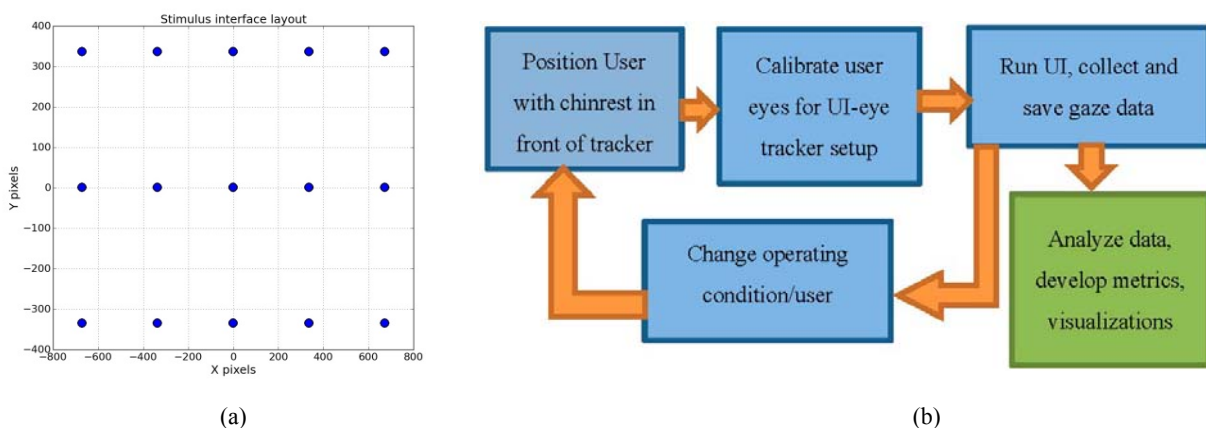 Stimulus interface layout
400
300
200
100
0
−100
−200
−300
−400
−800 −600 −400 −200 0 200 400 600 800
Y pixels
X pixels
(a)
Position User
with chinrest in
front of tracker
Calibrate user
eyes for UI-eye
tracker setup
Run UI, collect and
save gaze data
Change operating
condition/user
Analyze data,
develop metrics,
visualizations
(b)